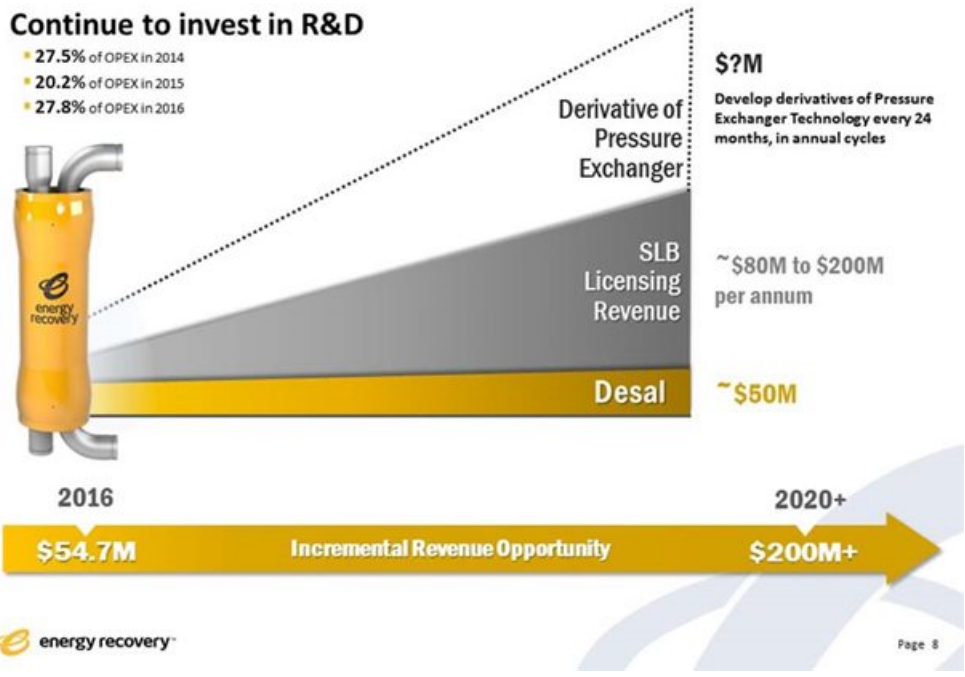 Continue to invest in R&D
▪ 27.5% of OPEX in 2014
▪ 20.2% of OPEX in 2015
▪ 27.8% of OPEX in 2016
energy
recovery
Derivative of
Pressure
Exchanger
$?M
Develop derivatives of Pressure
Exchanger Technology every 24
months, in annual cycles
SLB
Licensing
Revenue
~$80M to $200M
per annum
Desal
~$50M
2016
2020+
$54.7M
Incremental Revenue Opportunity
$200M+
energy recovery™
Page 8